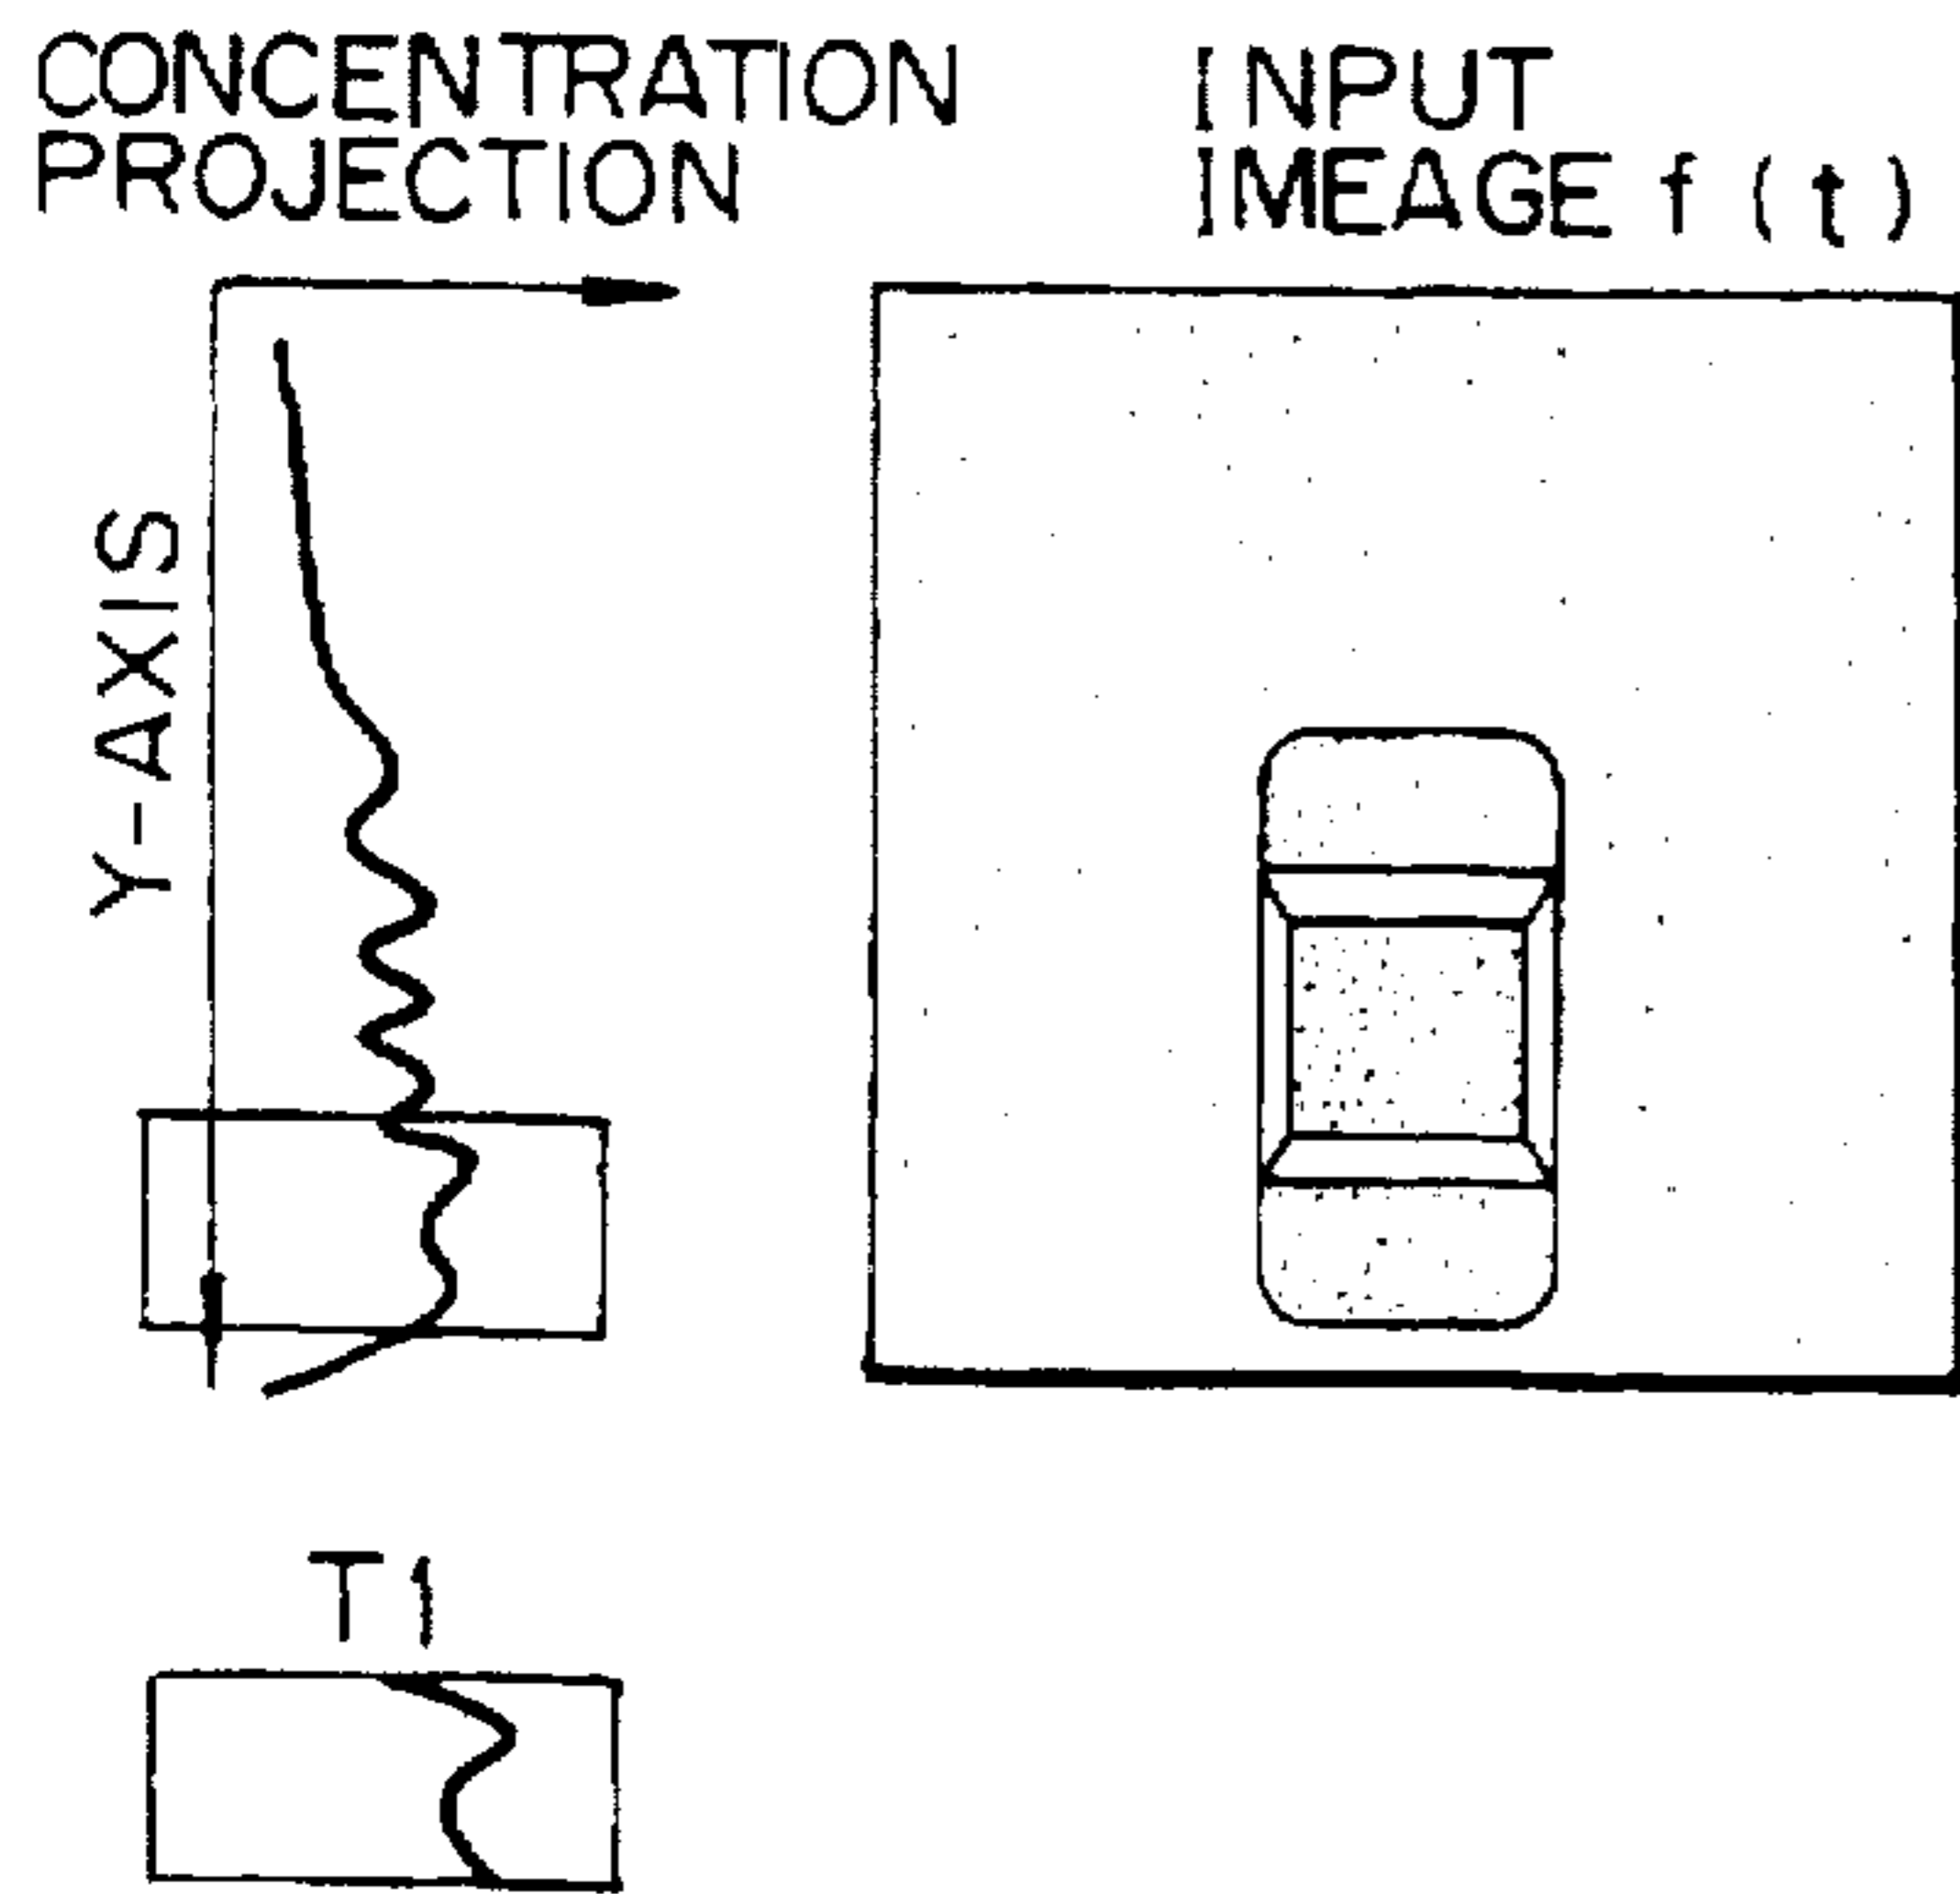 CONCENTRATION
PROJECTION
INPUT
IMEAGE f (t)
Y-AXIS
T1